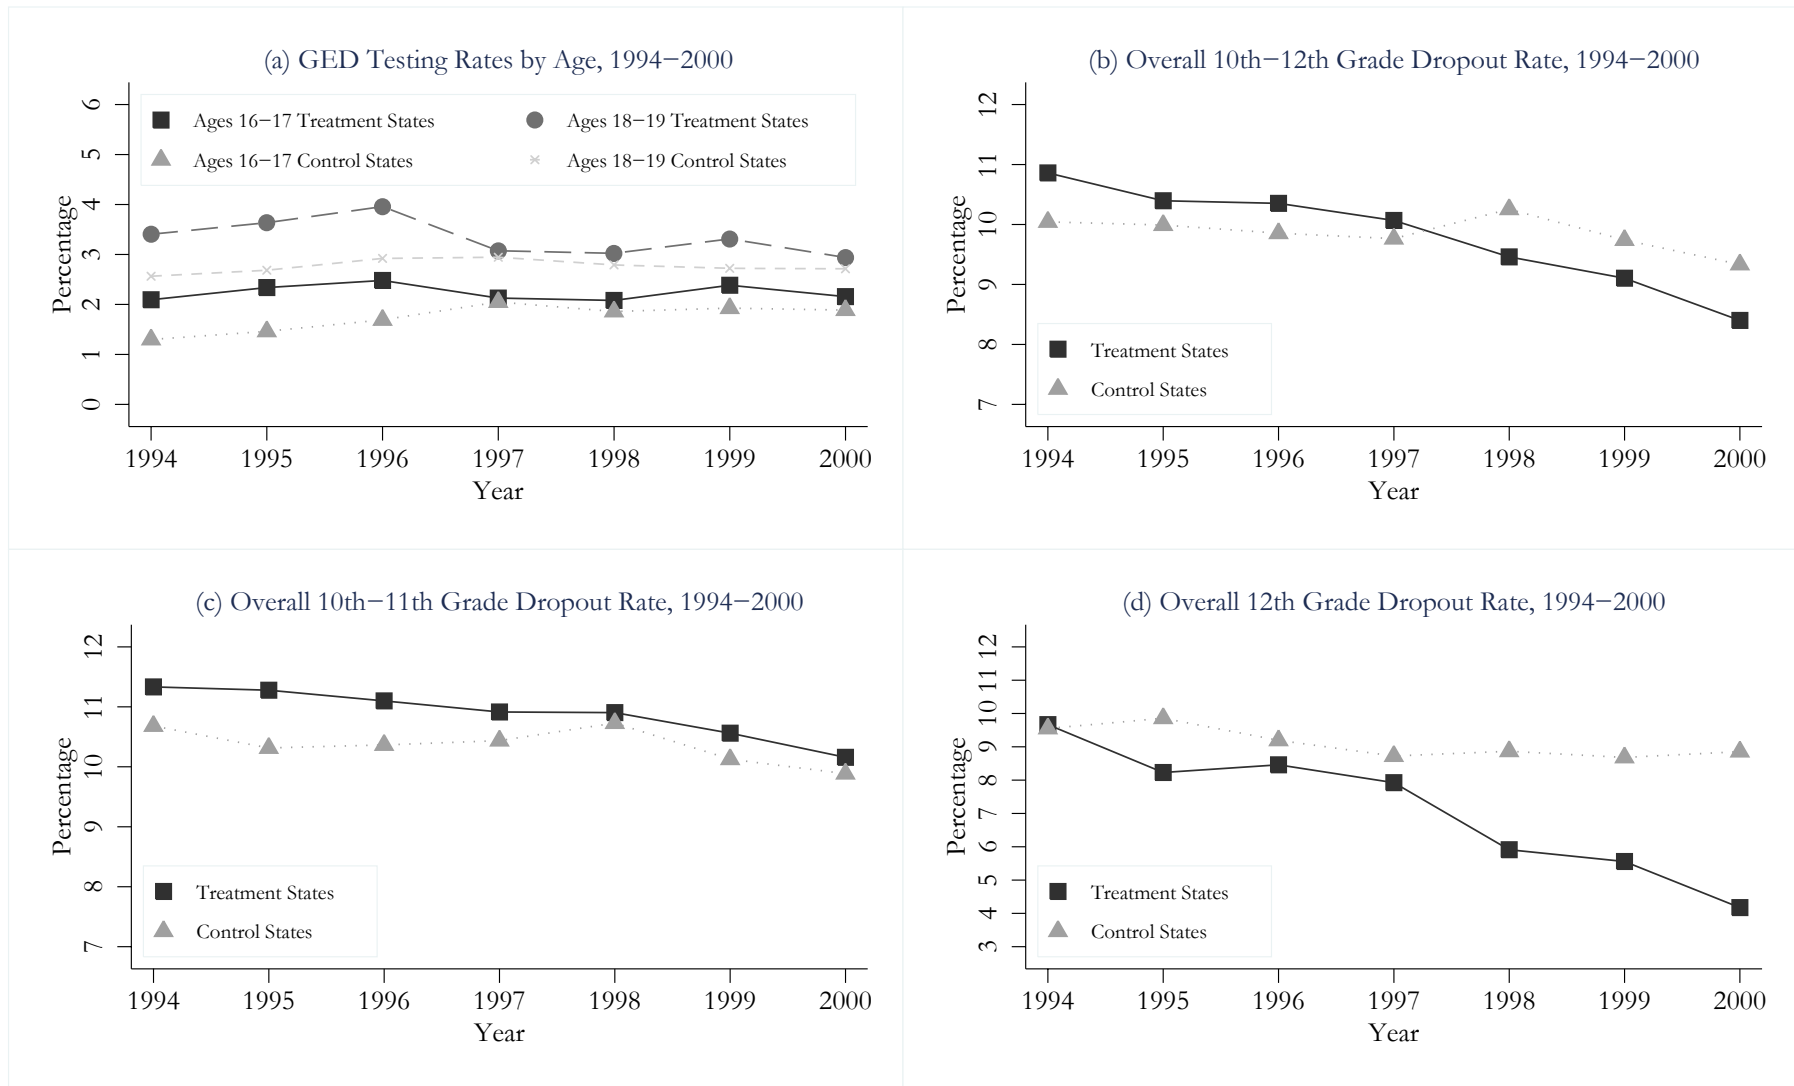 (a) GED Testing Rates by Age, 1994−2000
Percentage
6
5
4
3
2
1
0
Ages 16−17 Treatment States
Ages 18−19 Treatment States
Ages 16−17 Control States
Ages 18−19 Control States
1994 1995 1996 1997 1998 1999 2000
Year
(b) Overall 10th−12th Grade Dropout Rate, 1994−2000
Percentage
12
11
10
9
8
7
Treatment States
Control States
1994 1995 1996 1997 1998 1999 2000
Year
(c) Overall 10th−11th Grade Dropout Rate, 1994−2000
Percentage
12
11
10
9
8
7
Treatment States
Control States
1994 1995 1996 1997 1998 1999 2000
Year
(d) Overall 12th Grade Dropout Rate, 1994−2000
Percentage
12
11
10
9
8
7
6
5
4
3
Treatment States
Control States
1994 1995 1996 1997 1998 1999 2000
Year